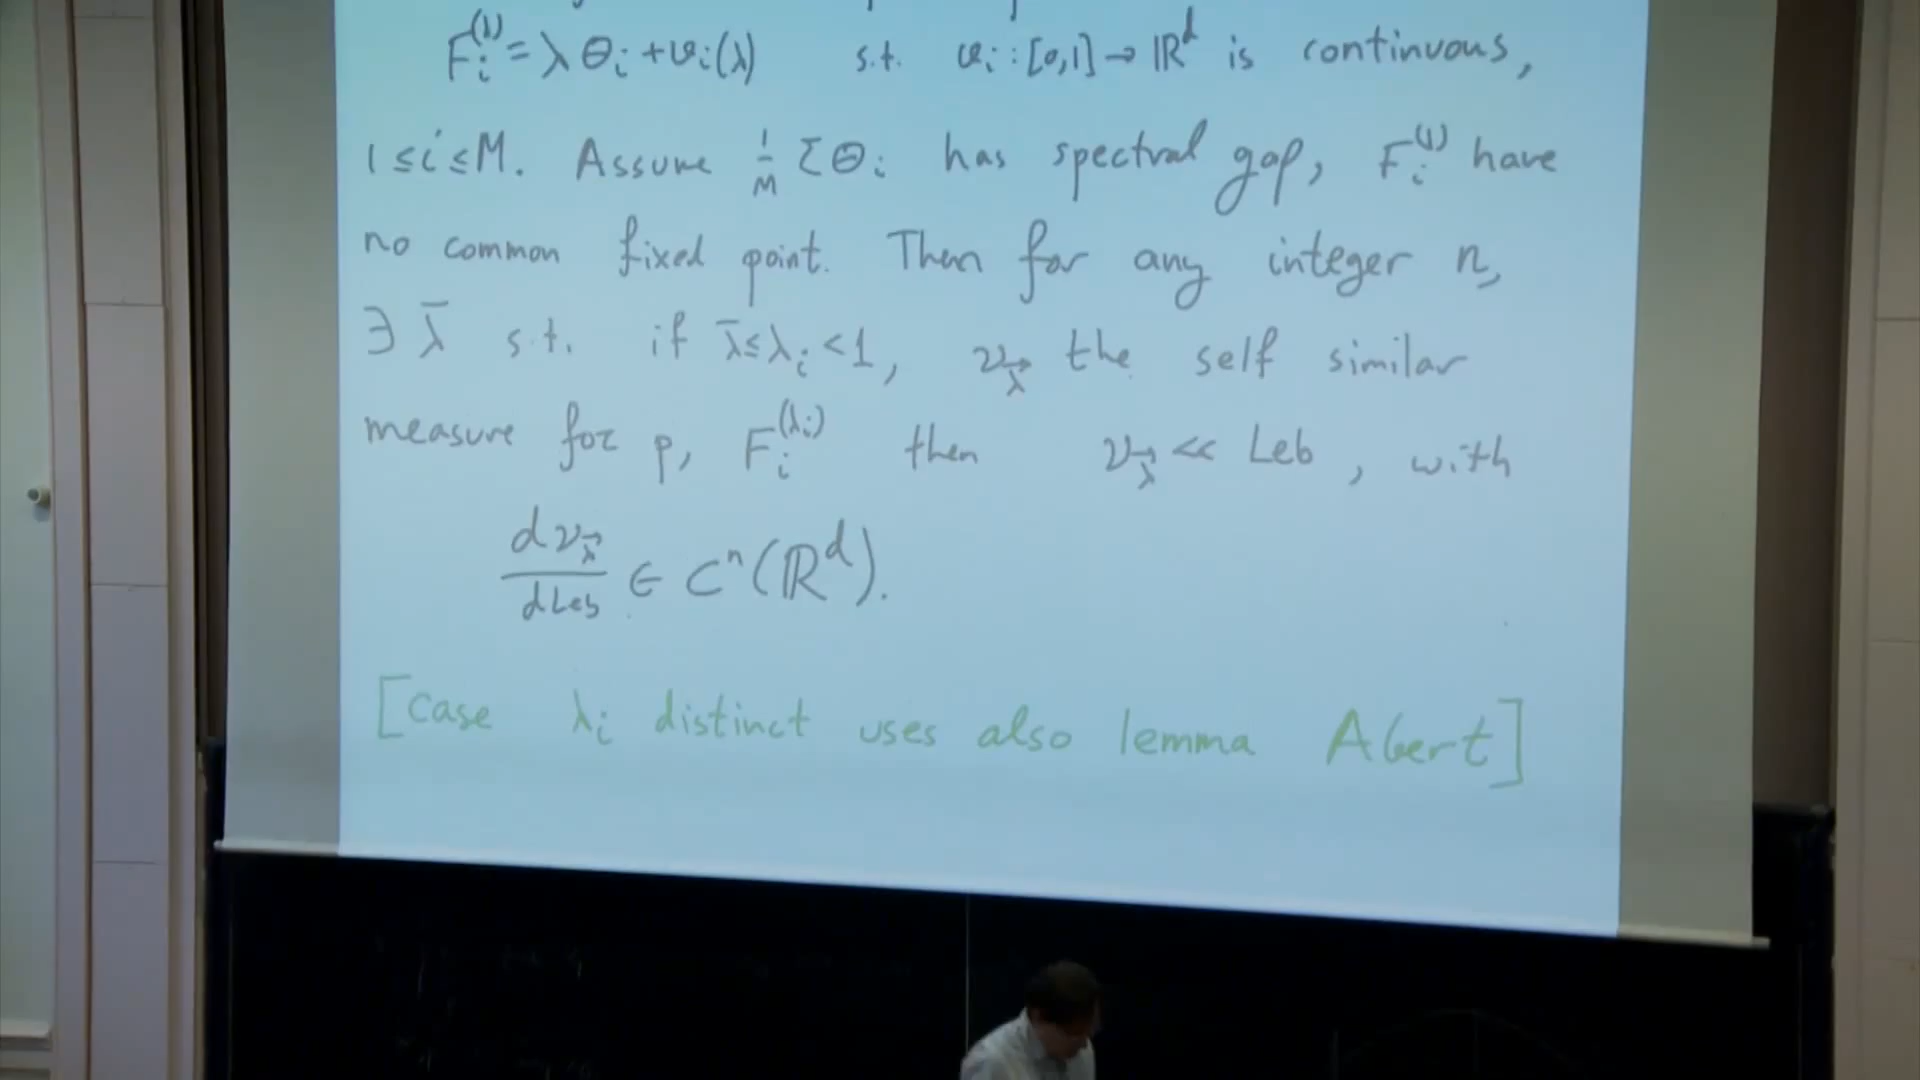 F_i^(λ) = λ θ_i + v_i(λ) s.t. v_i : [0,1] → ℝ^d is continuous,
1 ≤ i ≤ M. Assume 1/M Σ θ_i has spectral gap, F_i^(1) have
no common fixed point. Then for any integer n,
∃ λ̄ s.t. if λ̄ ≤ λ_i < 1, ν_λ⃗ the self similar
measure for p, F_i^(λ_i) then ν_λ⃗ << Leb, with
dν_λ⃗ / dLeb ∈ C^n(ℝ^d).
[case λ_i distinct uses also lemma Abert]